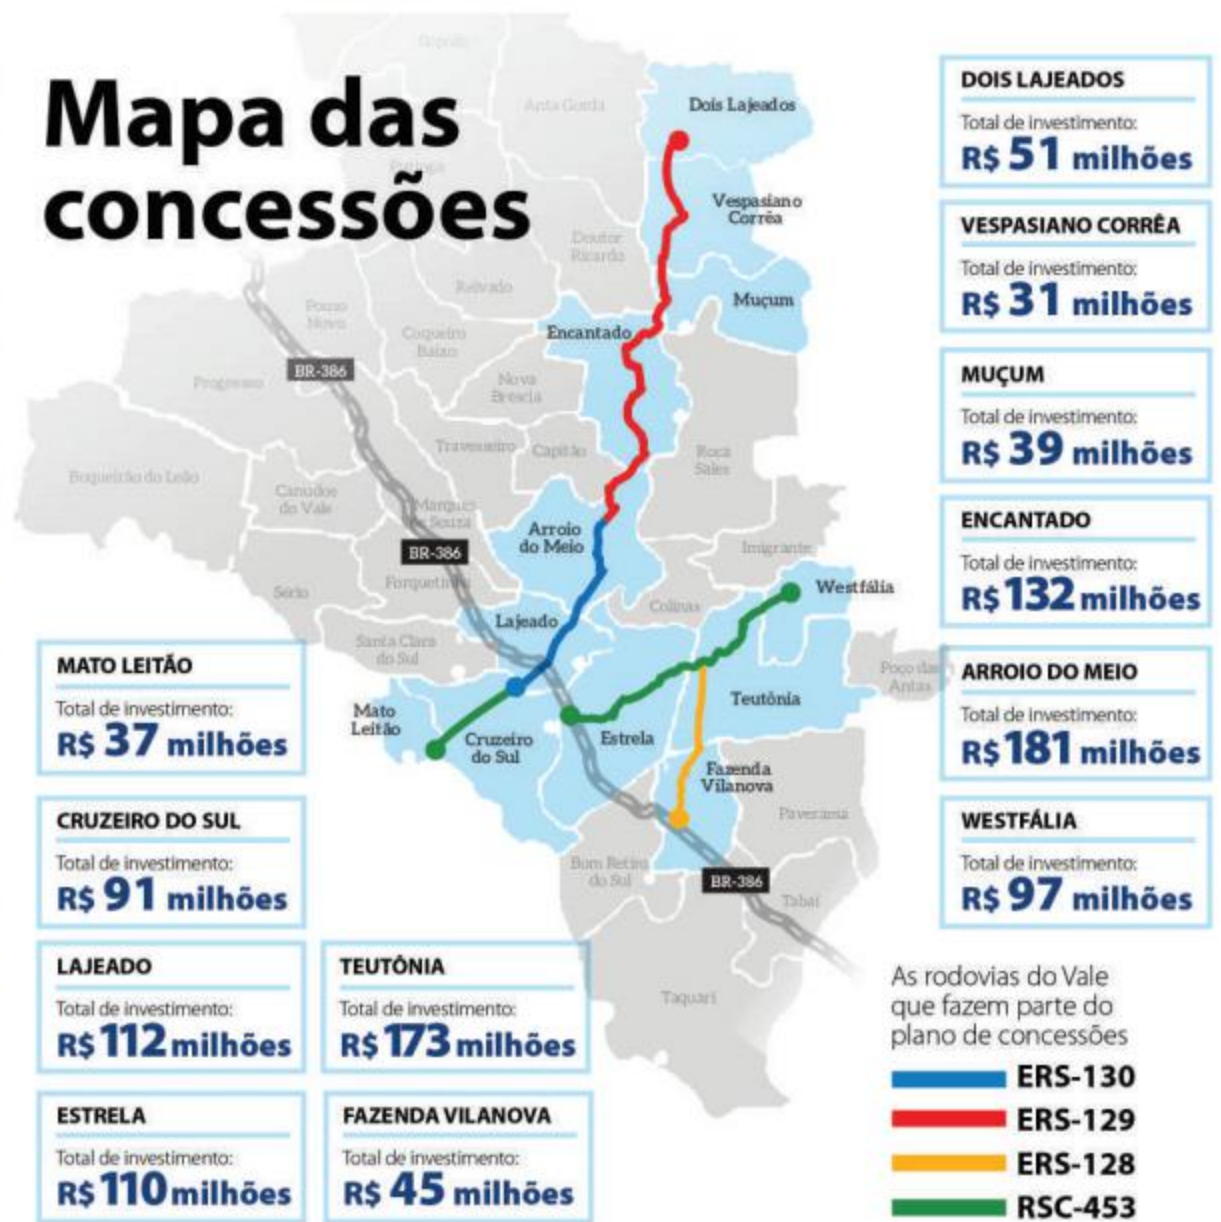 Mapa das
concessões
Dois Lajeados
Anta Gorda
Vespasiano
Corrêa
Doutor
Ricardo
Relvado
Muçum
Pouso
Novo
Encantado
Coqueiro
Baixo
BR-386
Progresso
Nova
Brescia
Travesseiro
Capitão
Roca
Sales
Boqueirão do Leão
Canudos
do Vale
Marques
de Souza
Arroio
do Meio
BR-386
Imigrante
Forquetinha
Sério
Westfália
Colinas
Lajeado
Santa Clara
do Sul
Poço das
Antas
Teutônia
Mato
Leitão
Cruzeiro
do Sul
Estrela
Fazenda
Vilanova
Paverama
Bom Retiro
do Sul
BR-386
Tabaí
Taquari
DOIS LAJEADOS
Total de investimento:
R$ 51 milhões
VESPASIANO CORRÊA
Total de investimento:
R$ 31 milhões
MUÇUM
Total de investimento:
R$ 39 milhões
ENCANTADO
Total de investimento:
R$ 132 milhões
ARROIO DO MEIO
Total de investimento:
R$ 181 milhões
WESTFÁLIA
Total de investimento:
R$ 97 milhões
MATO LEITÃO
Total de investimento:
R$ 37 milhões
CRUZEIRO DO SUL
Total de investimento:
R$ 91 milhões
LAJEADO
Total de investimento:
R$ 112 milhões
TEUTÔNIA
Total de investimento:
R$ 173 milhões
ESTRELA
Total de investimento:
R$ 110 milhões
FAZENDA VILANOVA
Total de investimento:
R$ 45 milhões
As rodovias do Vale
que fazem parte do
plano de concessões
ERS-130
ERS-129
ERS-128
RSC-453